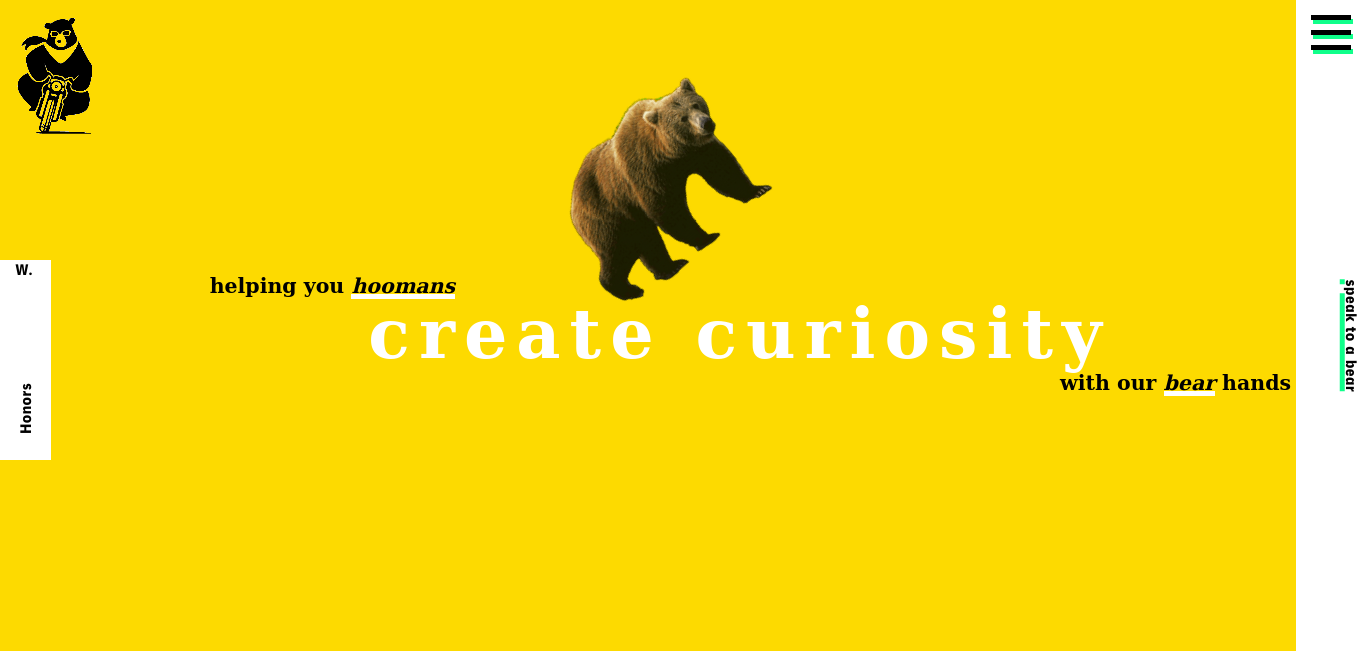 W.
Honors
helping you hoomans
create curiosity
with our bear hands
speak to a bear